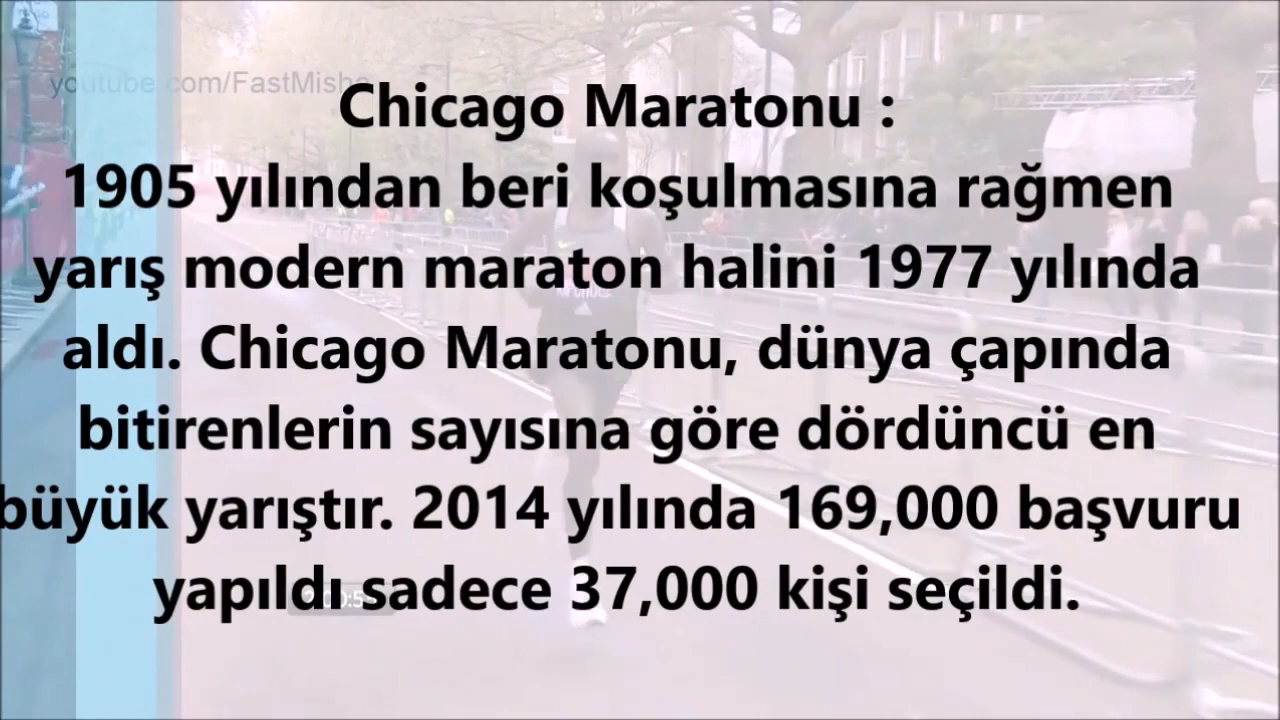 youtube.com/FastMisha
Chicago Maratonu :
1905 yılından beri koşulmasına rağmen
yarış modern maraton halini 1977 yılında
aldı. Chicago Maratonu, dünya çapında
bitirenlerin sayısına göre dördüncü en
büyük yarıştır. 2014 yılında 169,000 başvuru
yapıldı sadece 37,000 kişi seçildi.